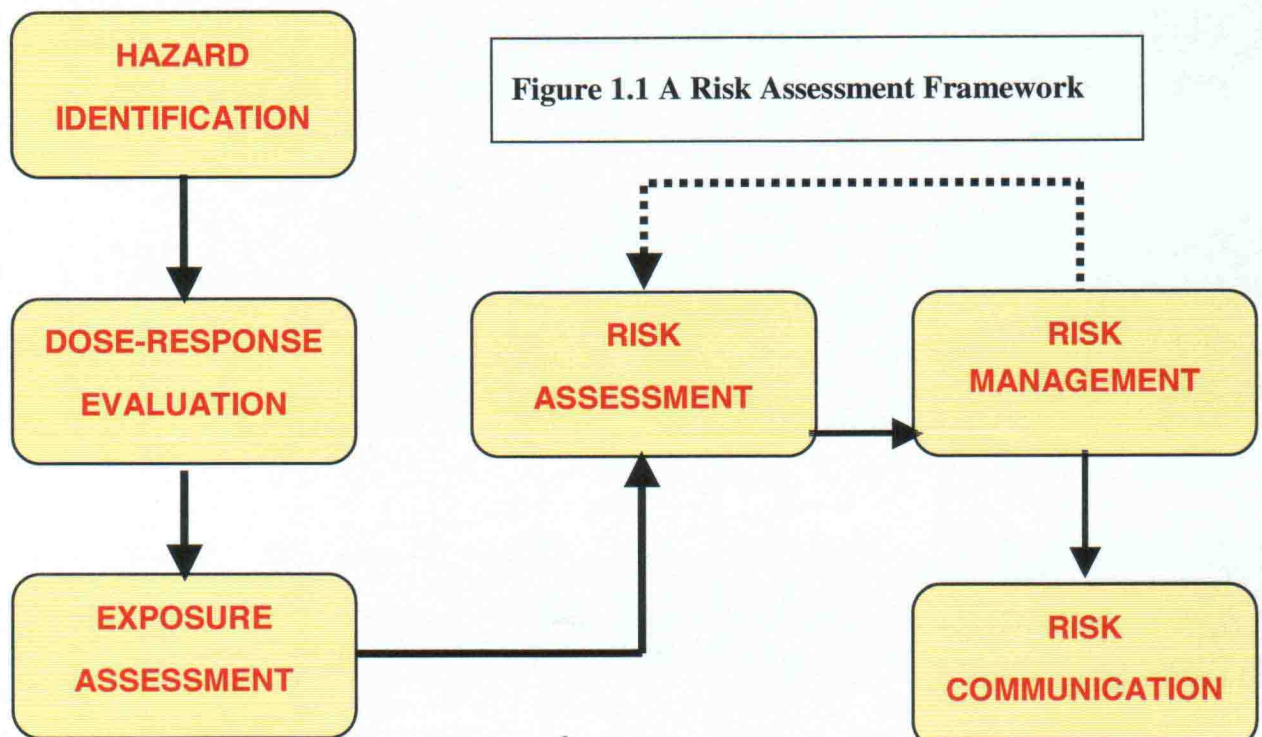 HAZARD
IDENTIFICATION
Figure 1.1 A Risk Assessment Framework
DOSE-RESPONSE
EVALUATION
RISK
ASSESSMENT
RISK
MANAGEMENT
EXPOSURE
ASSESSMENT
RISK
COMMUNICATION